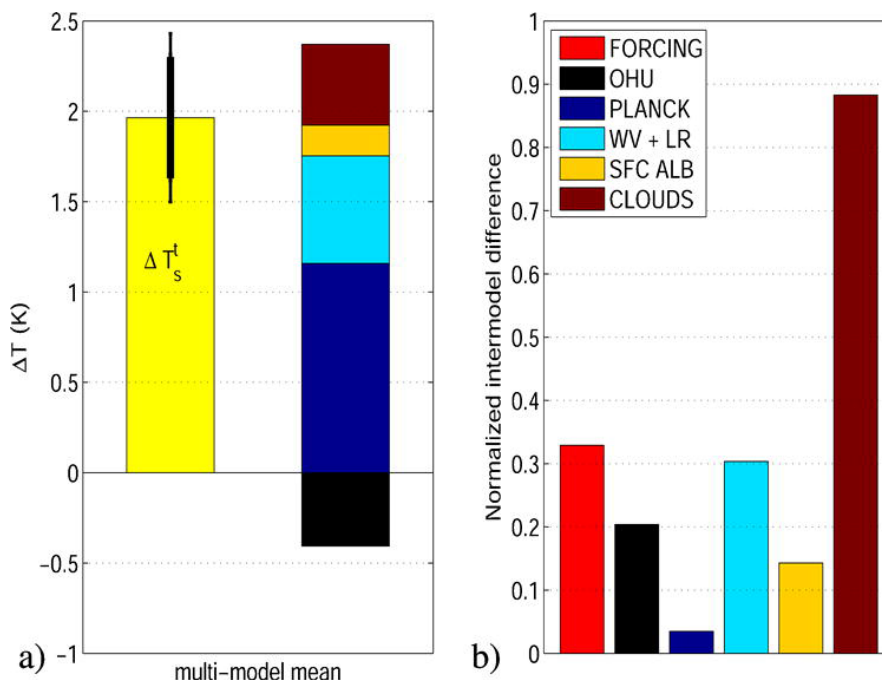 2.5
2
1.5
1
0.5
0
−0.5
−1
ΔT (K)
Δ T_s^t
multi−model mean
a)
1
0.9
0.8
0.7
0.6
0.5
0.4
0.3
0.2
0.1
0
Normalized intermodel difference
FORCING
OHU
PLANCK
WV + LR
SFC ALB
CLOUDS
b)